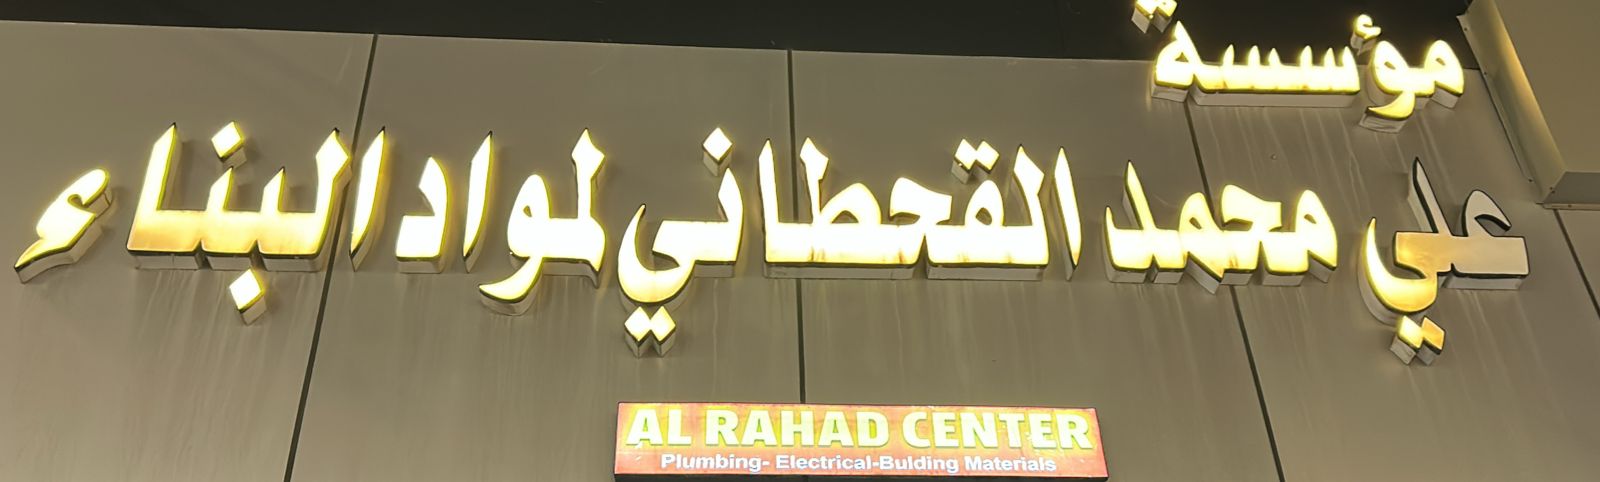 مؤسسة
علي محمد القحطاني لمواد البناء
AL RAHAD CENTER
Plumbing- Electrical-Bulding Materials